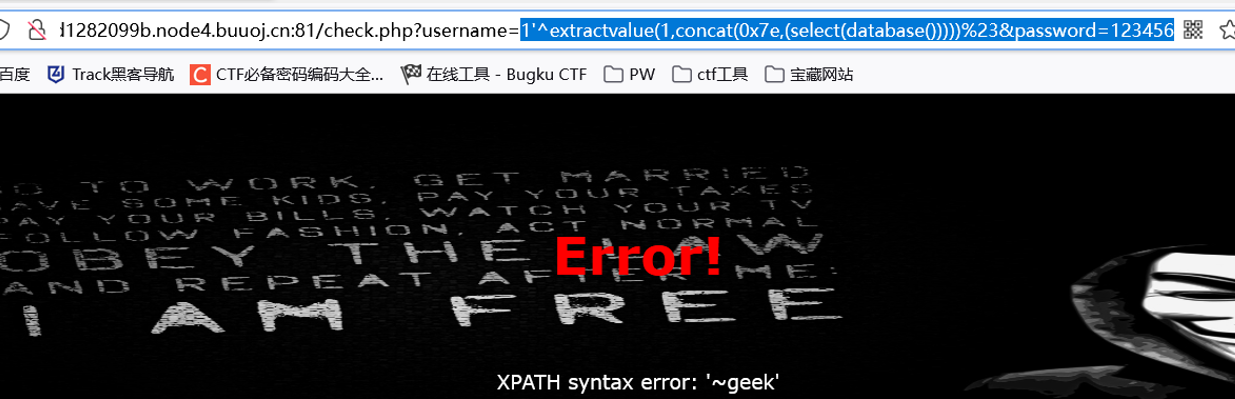 1282099b.node4.buuoj.cn:81/check.php?username=1'^extractvalue(1,concat(0x7e,(select(database()))))%23&password=123456
百度 Track黑客导航 CTF必备密码编码大全... 在线工具 - Bugku CTF PW ctf工具 宝藏网站
GO TO WORK, GET MARRIED
HAVE SOME KIDS, PAY YOUR TAXES
PAY YOUR BILLS, WATCH YOUR TV
FOLLOW FASHION, ACT NORMAL
OBEY THE LAW
Error!
AND REPEAT AFTER ME:
I AM FREE
XPATH syntax error: '~geek'